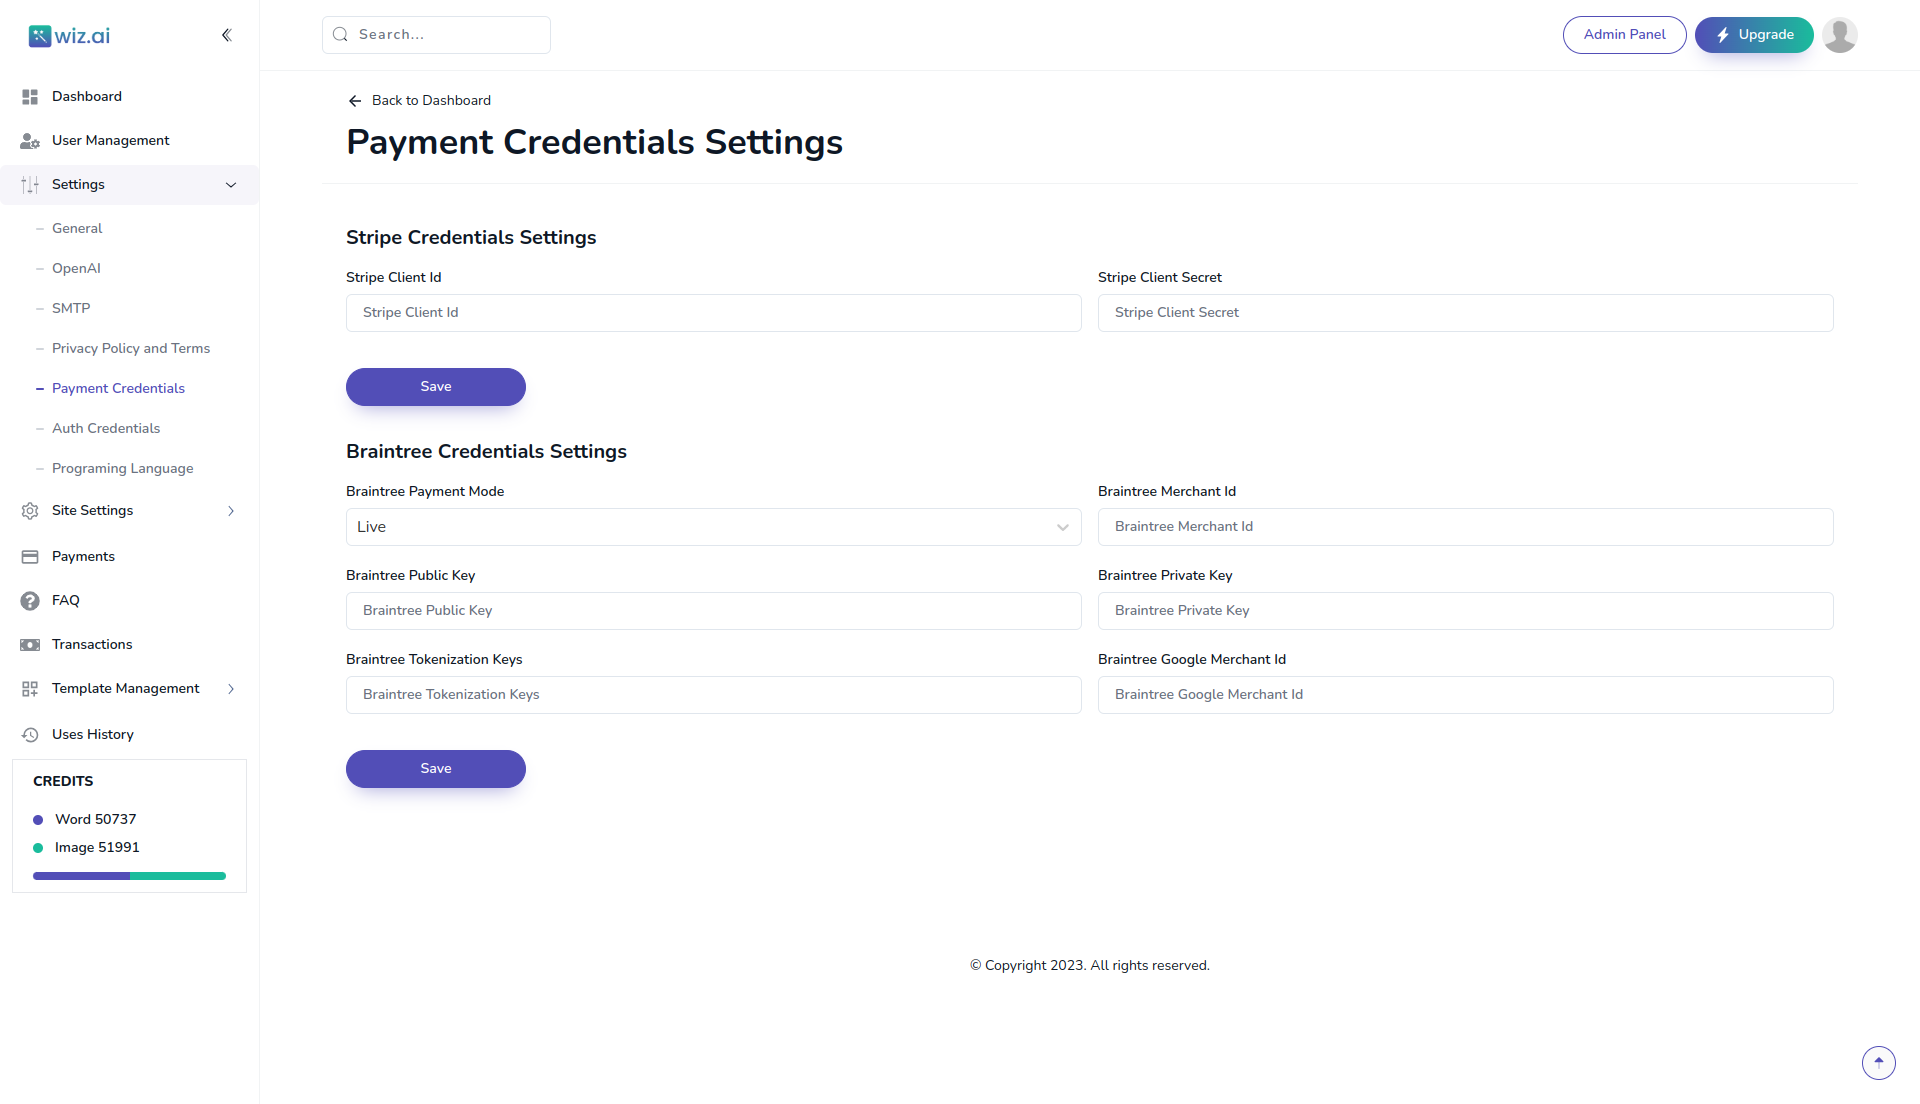 wiz.ai
Search...
Admin Panel
Upgrade
Dashboard
User Management
Settings
General
OpenAI
SMTP
Privacy Policy and Terms
Payment Credentials
Auth Credentials
Programing Language
Site Settings
Payments
FAQ
Transactions
Template Management
Uses History
CREDITS
Word 50737
Image 51991
Back to Dashboard
Payment Credentials Settings
Stripe Credentials Settings
Stripe Client Id
Stripe Client Secret
Stripe Client Id
Stripe Client Secret
Save
Braintree Credentials Settings
Braintree Payment Mode
Braintree Merchant Id
Live
Braintree Merchant Id
Braintree Public Key
Braintree Private Key
Braintree Public Key
Braintree Private Key
Braintree Tokenization Keys
Braintree Google Merchant Id
Braintree Tokenization Keys
Braintree Google Merchant Id
Save
© Copyright 2023. All rights reserved.